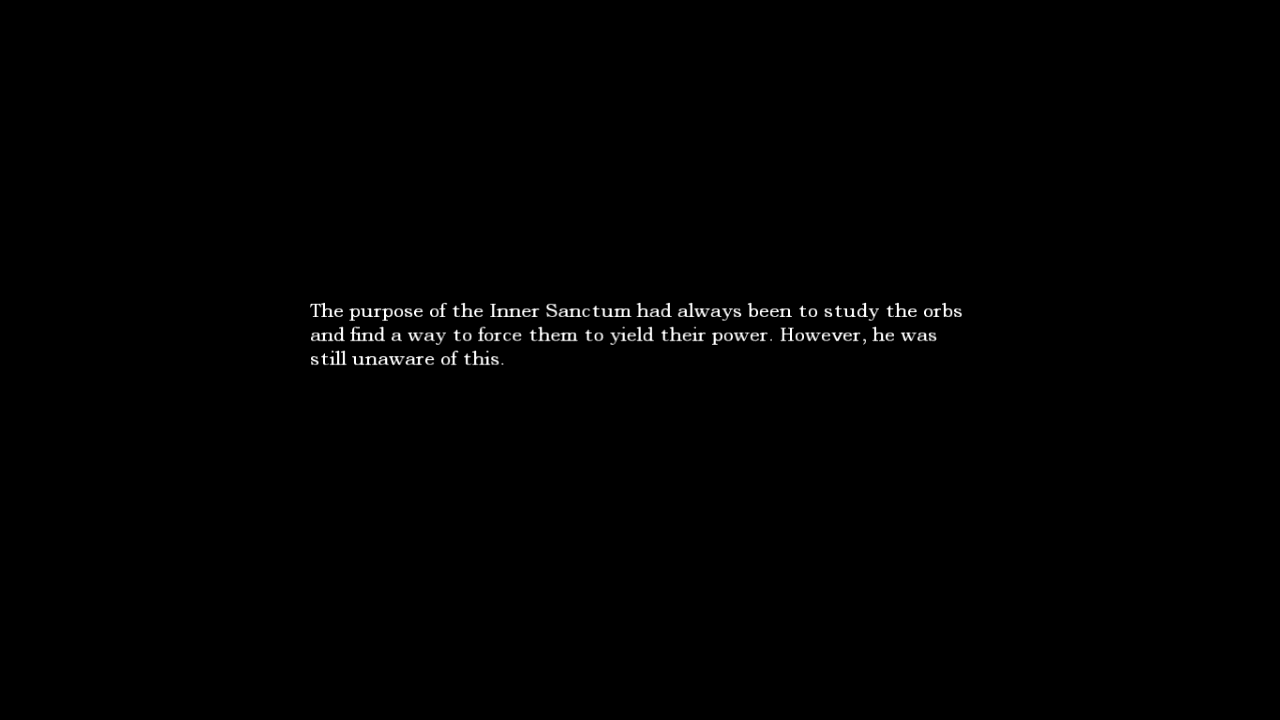 The purpose of the Inner Sanctum had always been to study the orbs
and find a way to force them to yield their power. However, he was
still unaware of this.